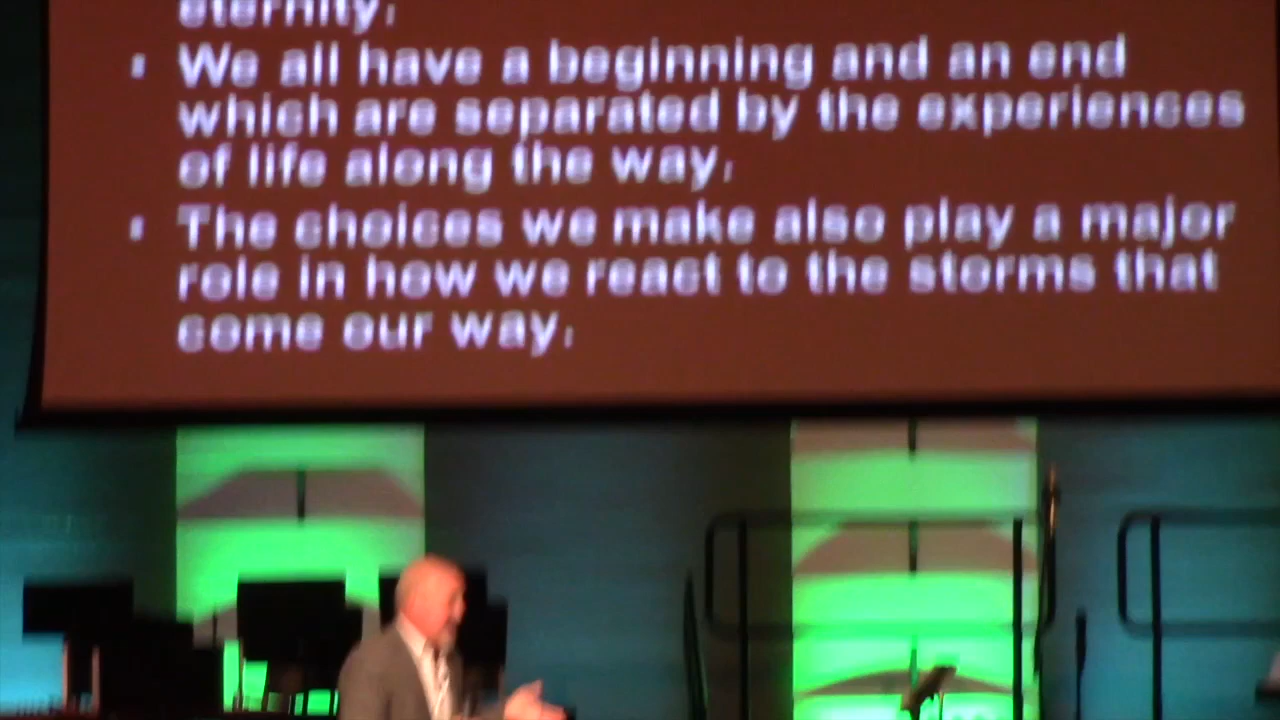 eternity.
▪ We all have a beginning and an end
which are separated by the experiences
of life along the way.
▪ The choices we make also play a major
role in how we react to the storms that
come our way.